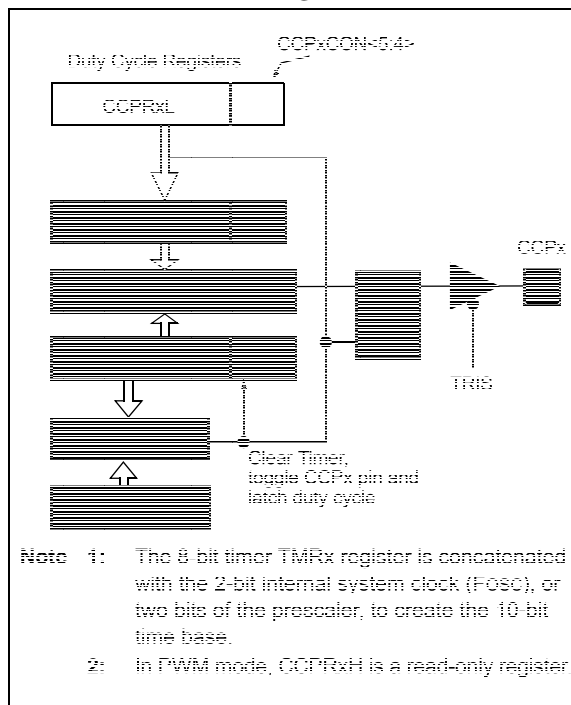 CCPxCON<5:4>
Duty Cycle Registers
CCPRxL
CCPx
TRIS
Clear Timer,
toggle CCPx pin and
latch duty cycle
Note 1: The 8-bit timer TMRx register is concatenated
with the 2-bit internal system clock (FOSC), or
two bits of the prescaler, to create the 10-bit
time base.
2: In PWM mode, CCPRxH is a read-only register.